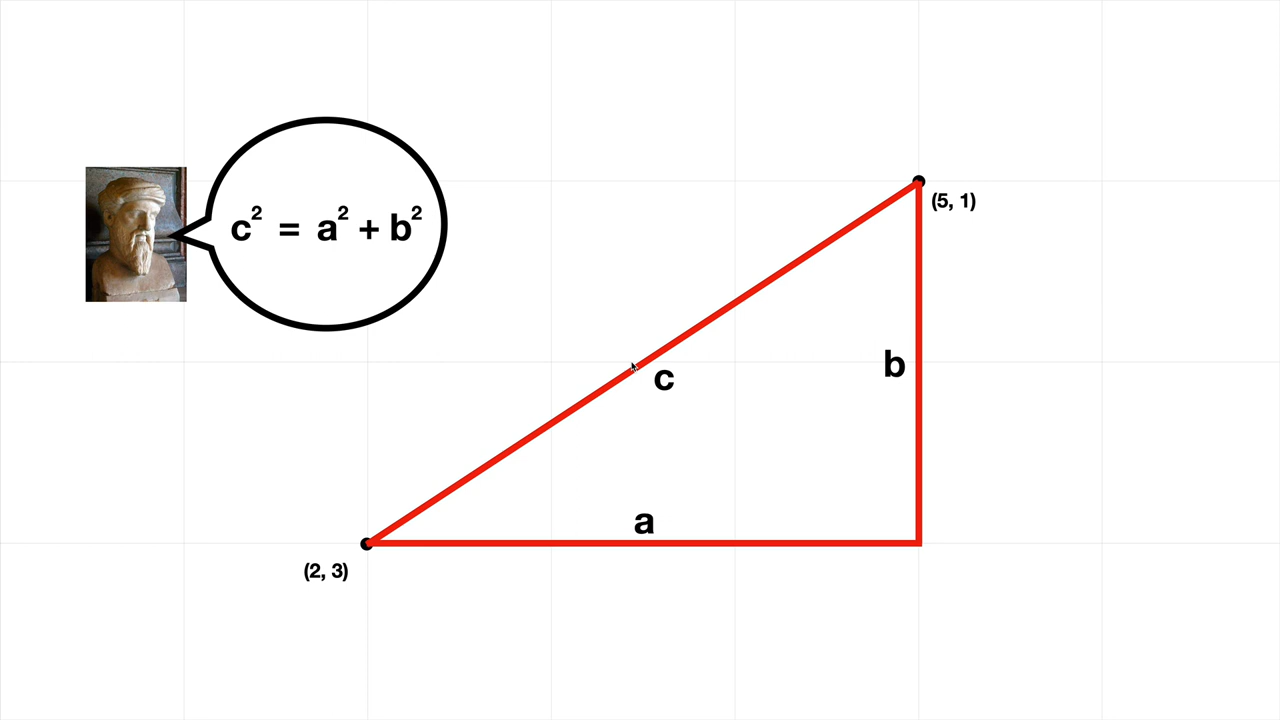 c² = a² + b²
(5, 1)
b
c
a
(2, 3)